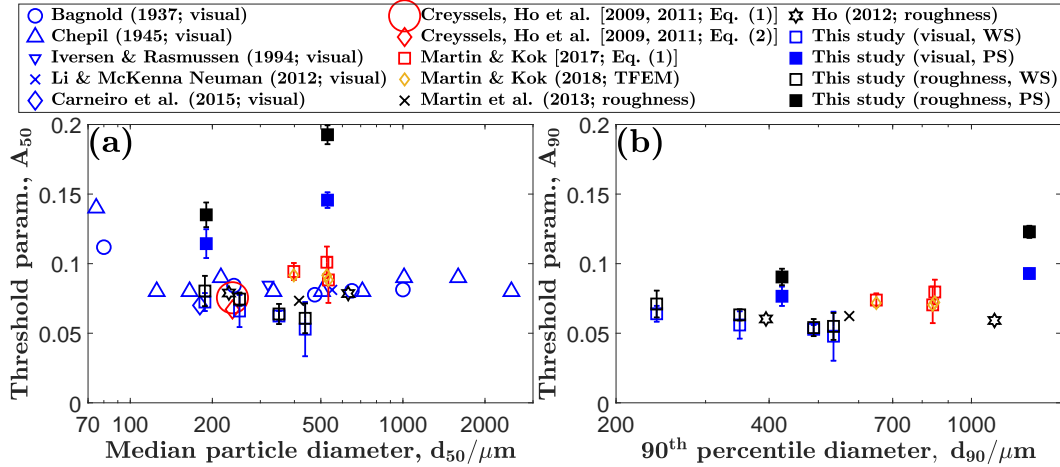 Bagnold (1937; visual)
Chepil (1945; visual)
Iversen & Rasmussen (1994; visual)
Li & McKenna Neuman (2012; visual)
Carneiro et al. (2015; visual)
Creyssels, Ho et al. [2009, 2011; Eq. (1)]
Creyssels, Ho et al. [2009, 2011; Eq. (2)]
Martin & Kok [2017; Eq. (1)]
Martin & Kok (2018; TFEM)
Martin et al. (2013; roughness)
Ho (2012; roughness)
This study (visual, WS)
This study (visual, PS)
This study (roughness, WS)
This study (roughness, PS)
(a)
Threshold param., A50
0.2
0.15
0.1
0.05
0
70 100 200 500 1000 2500
Median particle diameter, d50/μm
(b)
Threshold param., A90
0.2
0.15
0.1
0.05
0
200 400 700 1000
90th percentile diameter, d90/μm